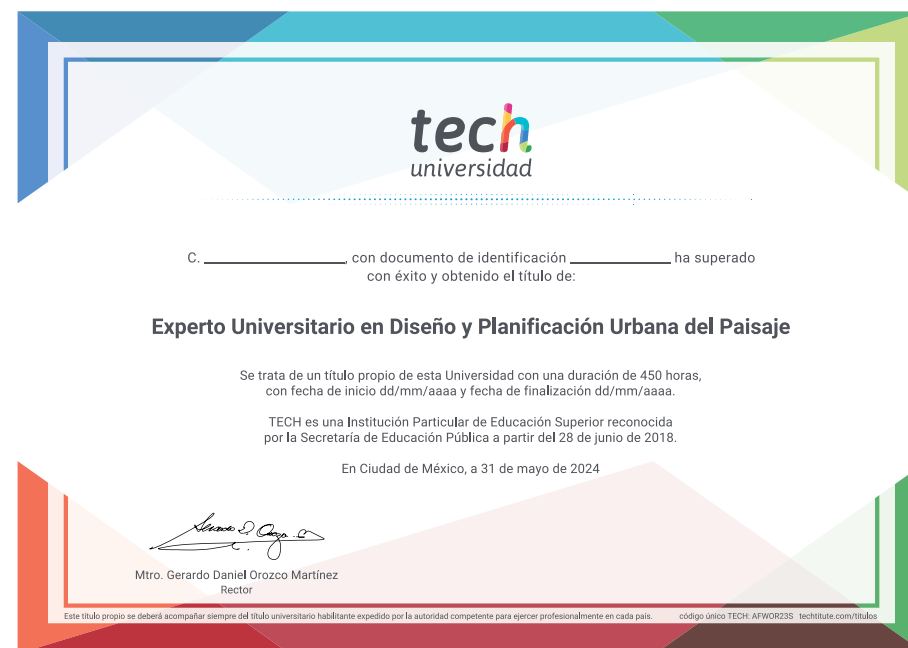 tech
universidad
C. ____________, con documento de identificación ____________ ha superado
con éxito y obtenido el título de:
Experto Universitario en Diseño y Planificación Urbana del Paisaje
Se trata de un título propio de esta Universidad con una duración de 450 horas,
con fecha de inicio dd/mm/aaaa y fecha de finalización dd/mm/aaaa.
TECH es una Institución Particular de Educación Superior reconocida
por la Secretaría de Educación Pública a partir del 28 de junio de 2018.
En Ciudad de México, a 31 de mayo de 2024
Mtro. Gerardo Daniel Orozco Martínez
Rector
Este título propio se deberá acompañar siempre del título universitario habilitante expedido por la autoridad competente para ejercer profesionalmente en cada país. código único TECH: AFWOR23S techtitute.com/titulos